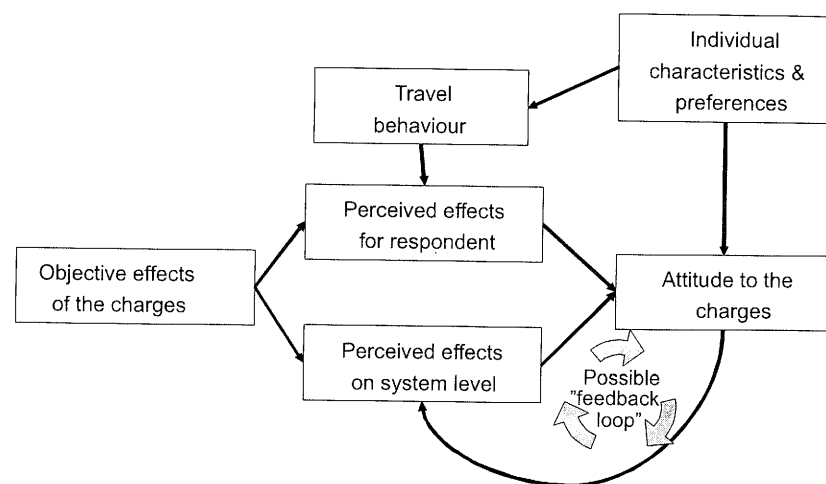 Individual
characteristics &
preferences
Travel
behaviour
Perceived effects
for respondent
Objective effects
of the charges
Attitude to the
charges
Perceived effects
on system level
Possible
"feedback
loop"